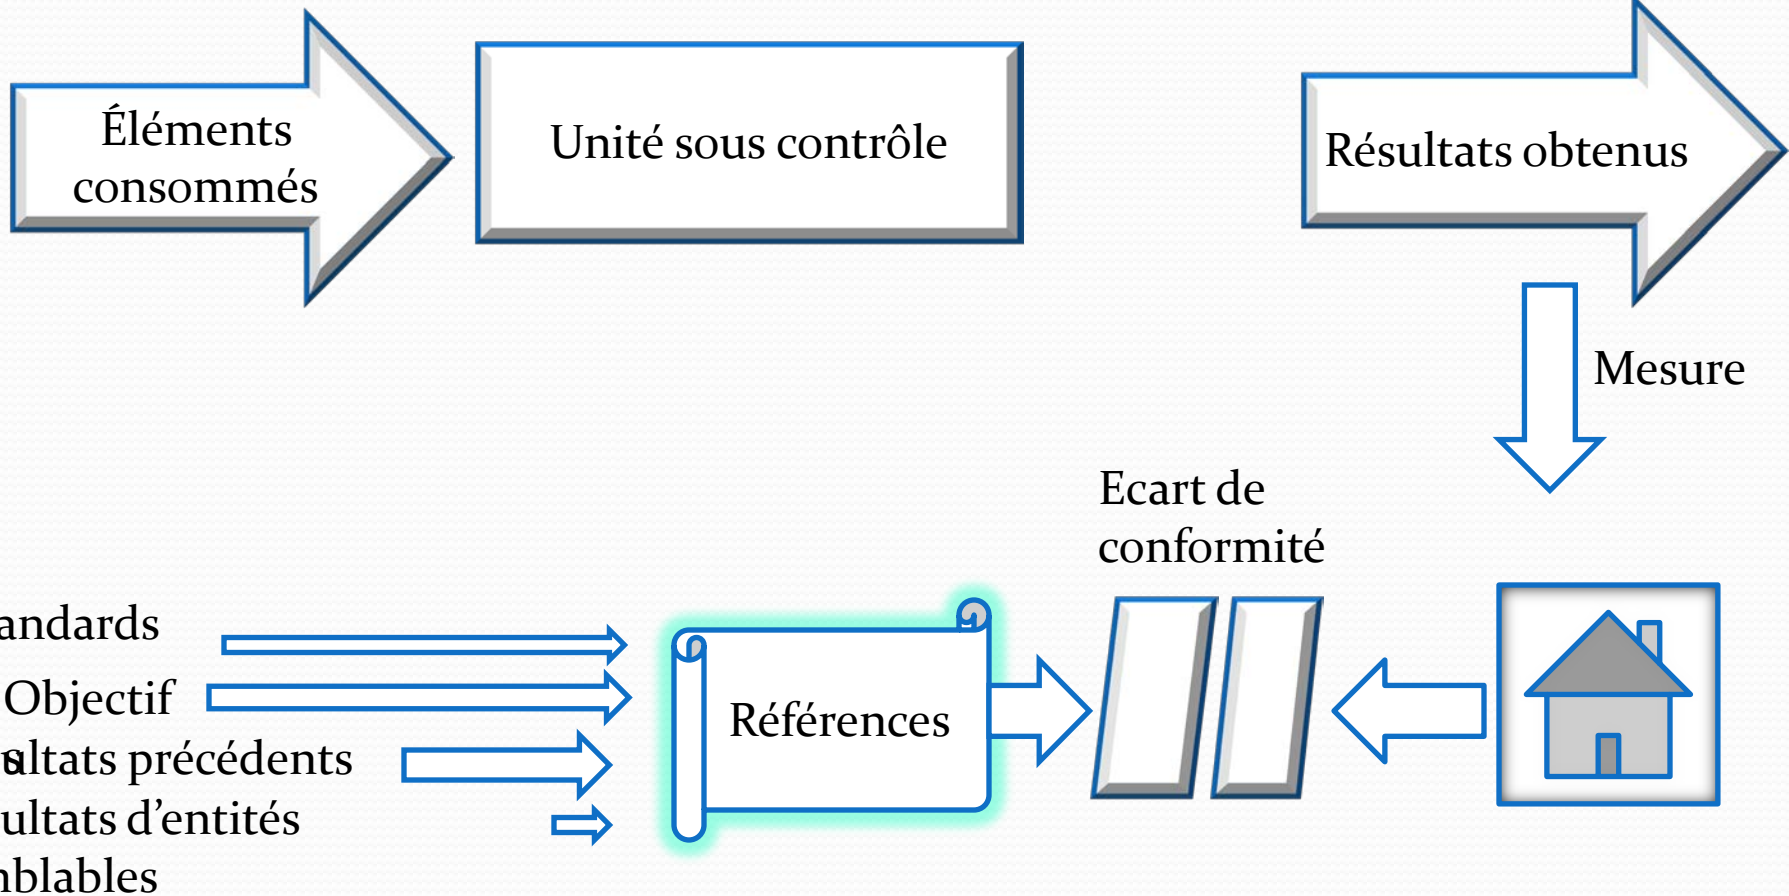 Éléments
consommés
Unité sous contrôle
Résultats obtenus
Mesure
Ecart de
conformité
andards
Objectif
s
ultats précédents
ultats d'entités
nblables
Références